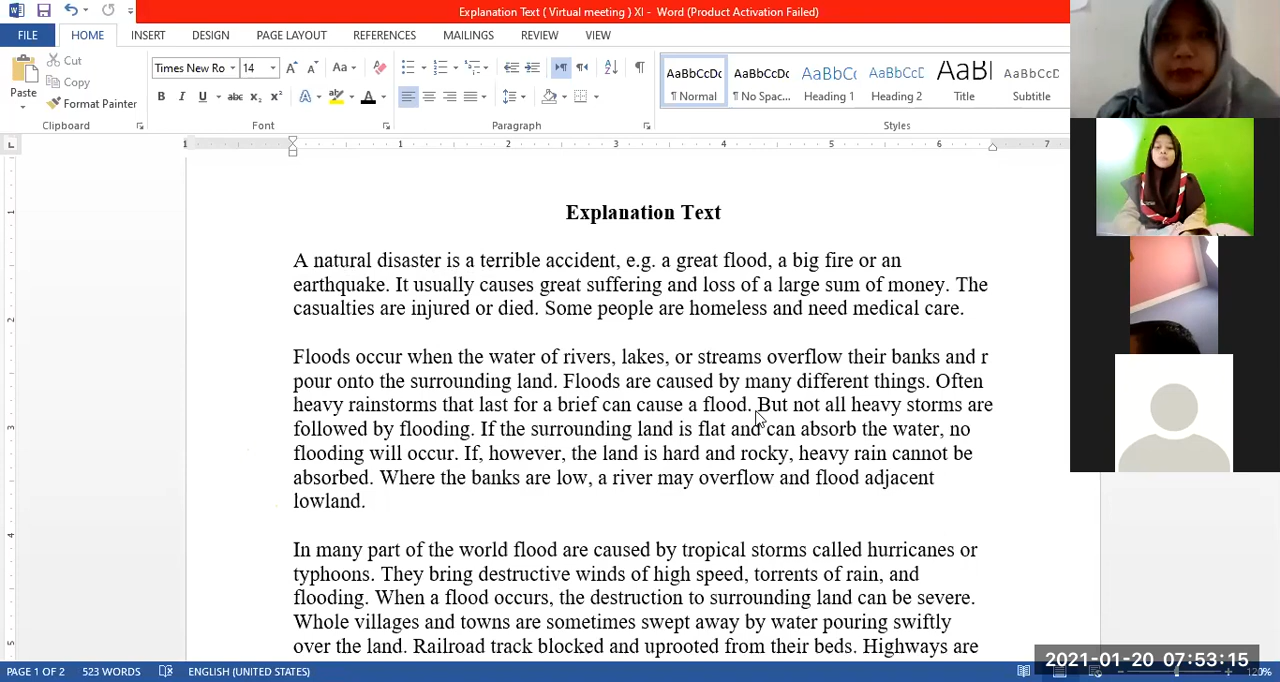 Explanation Text ( Virtual meeting ) XI - Word (Product Activation Failed)
FILE HOME INSERT DESIGN PAGE LAYOUT REFERENCES MAILINGS REVIEW VIEW
Cut
Copy
Format Painter
Paste
Times New Ro 14
Clipboard Font Paragraph Styles
AaBbCcDc AaBbCcDc AaBbCc AaBbCcE AaBl AaBbCcD
¶ Normal ¶ No Spac... Heading 1 Heading 2 Title Subtitle
1 1 2 3 4 5 6 7
Explanation Text
A natural disaster is a terrible accident, e.g. a great flood, a big fire or an
earthquake. It usually causes great suffering and loss of a large sum of money. The
casualties are injured or died. Some people are homeless and need medical care.
Floods occur when the water of rivers, lakes, or streams overflow their banks and r
pour onto the surrounding land. Floods are caused by many different things. Often
heavy rainstorms that last for a brief can cause a flood. But not all heavy storms are
followed by flooding. If the surrounding land is flat and can absorb the water, no
flooding will occur. If, however, the land is hard and rocky, heavy rain cannot be
absorbed. Where the banks are low, a river may overflow and flood adjacent
lowland.
In many part of the world flood are caused by tropical storms called hurricanes or
typhoons. They bring destructive winds of high speed, torrents of rain, and
flooding. When a flood occurs, the destruction to surrounding land can be severe.
Whole villages and towns are sometimes swept away by water pouring swiftly
over the land. Railroad track blocked and uprooted from their beds. Highways are
PAGE 1 OF 2 523 WORDS ENGLISH (UNITED STATES) 120%
2021-01-20 07:53:15